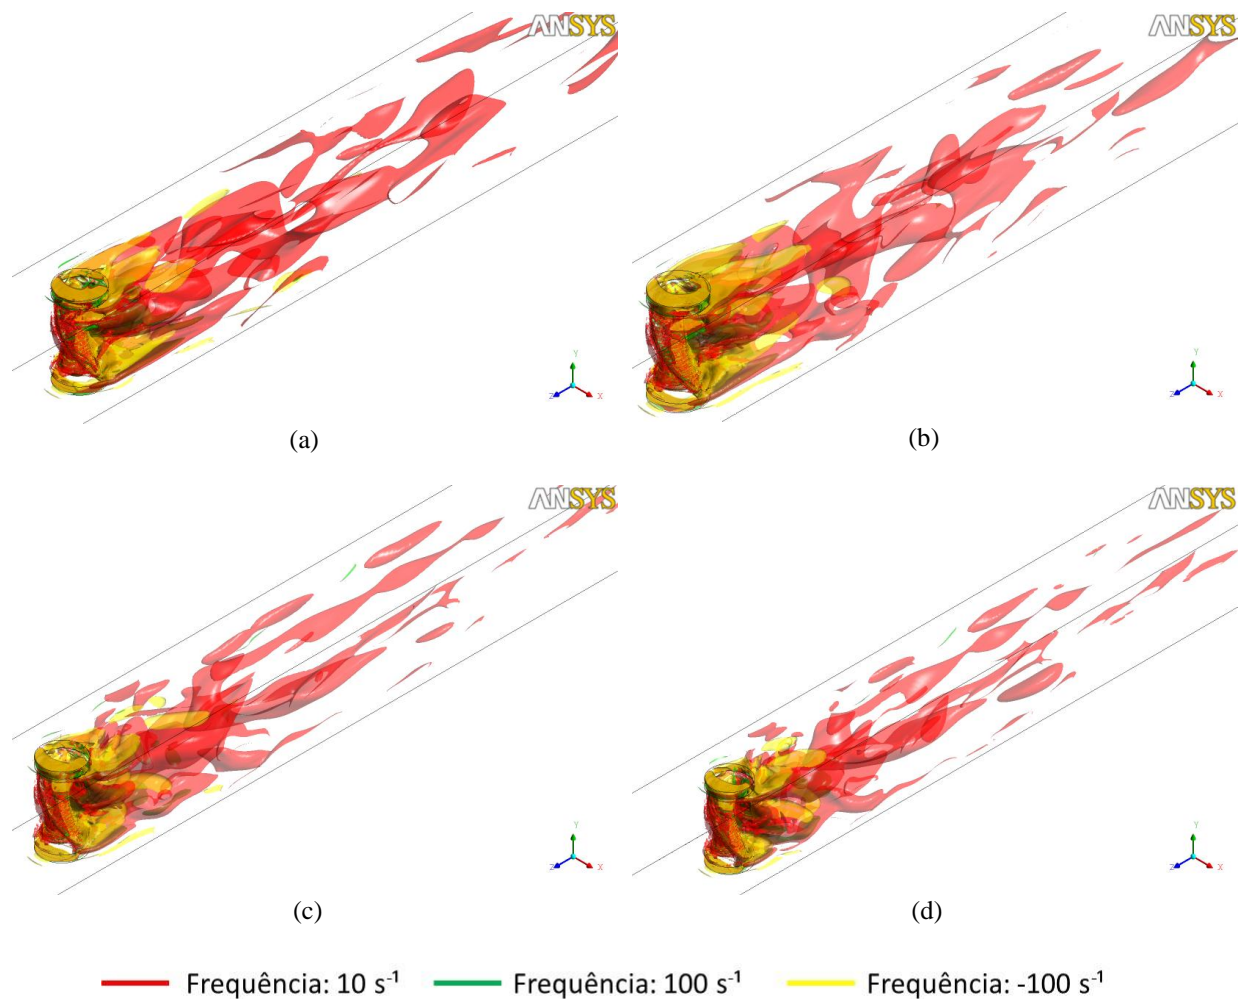 ANSYS
ANSYS
Y
Z
X
Y
Z
X
(a)
(b)
ANSYS
ANSYS
Y
Z
X
Y
Z
X
(c)
(d)
Frequência: 10 s⁻¹
Frequência: 100 s⁻¹
Frequência: -100 s⁻¹